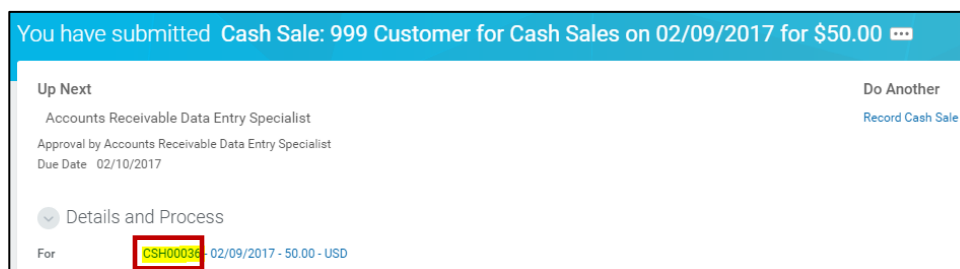 You have submitted Cash Sale: 999 Customer for Cash Sales on 02/09/2017 for $50.00
Up Next
Do Another
Accounts Receivable Data Entry Specialist
Record Cash Sale
Approval by Accounts Receivable Data Entry Specialist
Due Date 02/10/2017
Details and Process
For CSH00036 - 02/09/2017 - 50.00 - USD